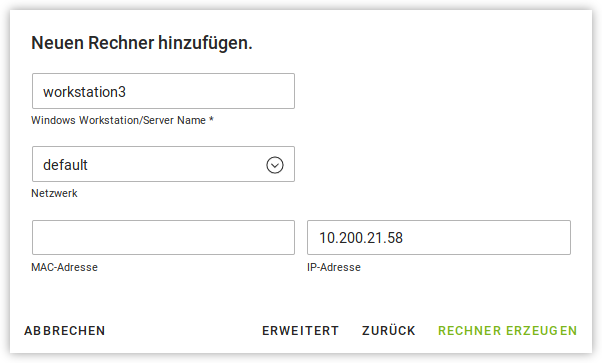 Neuen Rechner hinzufügen.
workstation3
Windows Workstation/Server Name *
default
Netzwerk
10.200.21.58
MAC-Adresse IP-Adresse
ABBRECHEN ERWEITERT ZURÜCK RECHNER ERZEUGEN